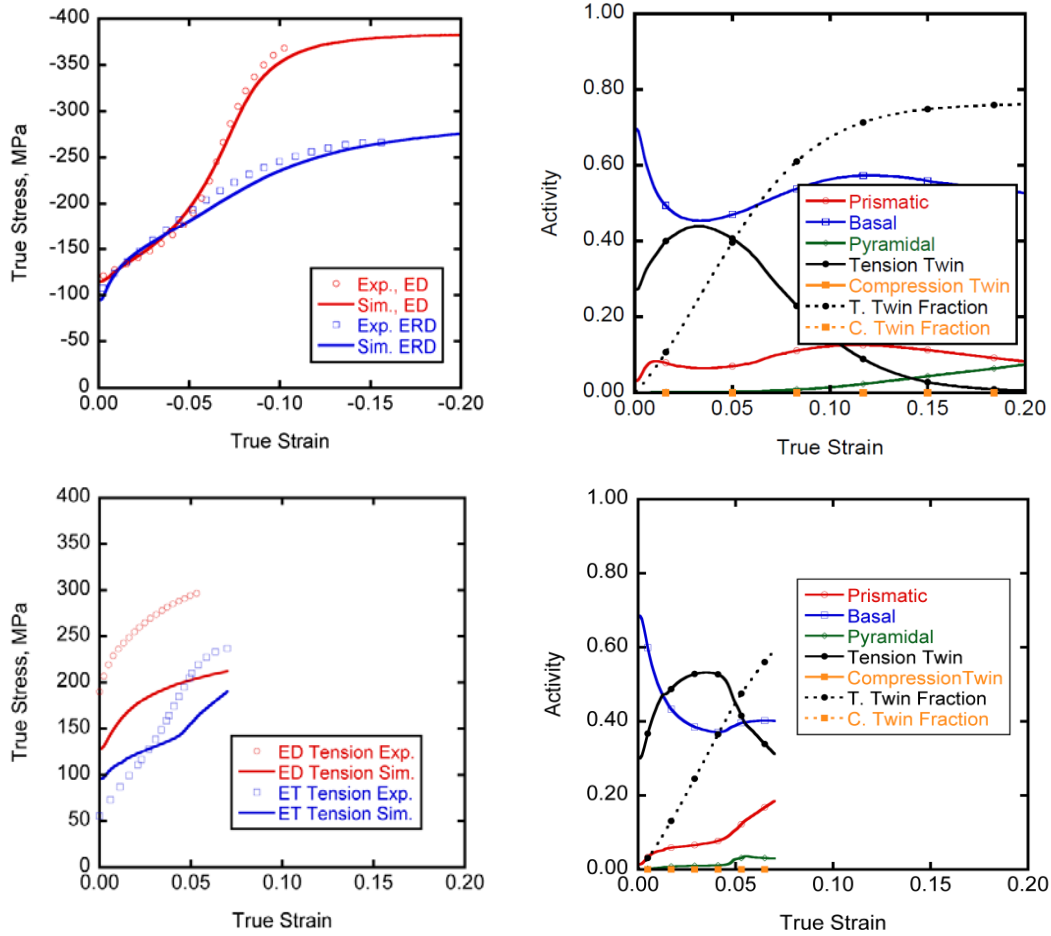 -400
-350
-300
-250
-200
-150
-100
-50
0
True Stress, MPa
Exp., ED
Sim., ED
Exp. ERD
Sim. ERD
0.00 -0.05 -0.10 -0.15 -0.20
True Strain
1.00
0.80
0.60
0.40
0.20
0.00
Activity
Prismatic
Basal
Pyramidal
Tension Twin
Compression Twin
T. Twin Fraction
C. Twin Fraction
0.00 0.05 0.10 0.15 0.20
True Strain
400
350
300
250
200
150
100
50
0
True Stress, MPa
ED Tension Exp.
ED Tension Sim.
ET Tension Exp.
ET Tension Sim.
0.00 0.05 0.10 0.15 0.20
True Strain
1.00
0.80
0.60
0.40
0.20
0.00
Activity
Prismatic
Basal
Pyramidal
Tension Twin
CompressionTwin
T. Twin Fraction
C. Twin Fraction
0.00 0.05 0.10 0.15 0.20
True Strain